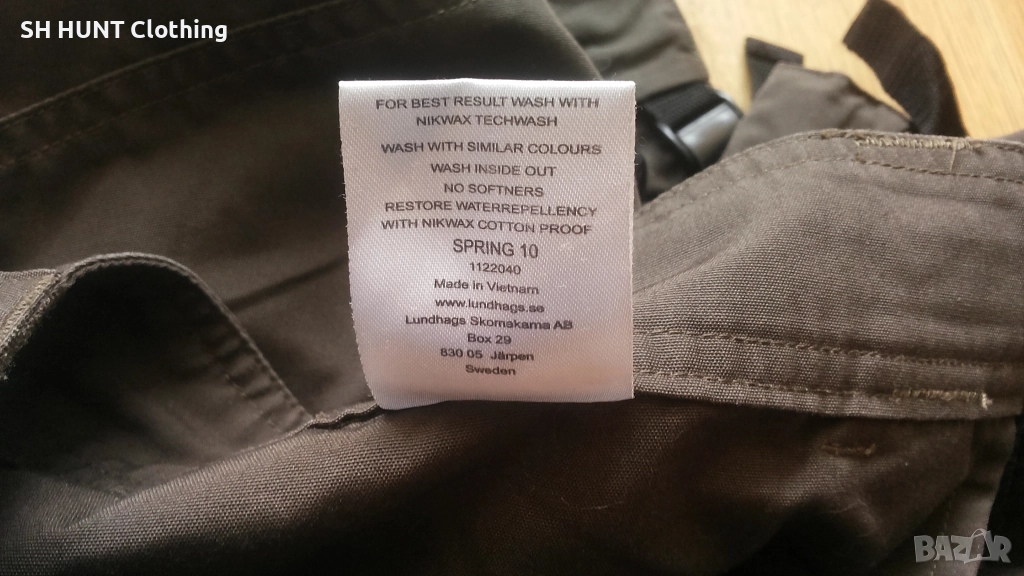 SH HUNT Clothing
FOR BEST RESULT WASH WITH
NIKWAX TECHWASH
WASH WITH SIMILAR COLOURS
WASH INSIDE OUT
NO SOFTNERS
RESTORE WATERREPELLENCY
WITH NIKWAX COTTON PROOF
SPRING 10
1122040
Made in Vietnam
www.lundhags.se
Lundhags Skomakarna AB
Box 29
830 05 Järpen
Sweden
BAZAR